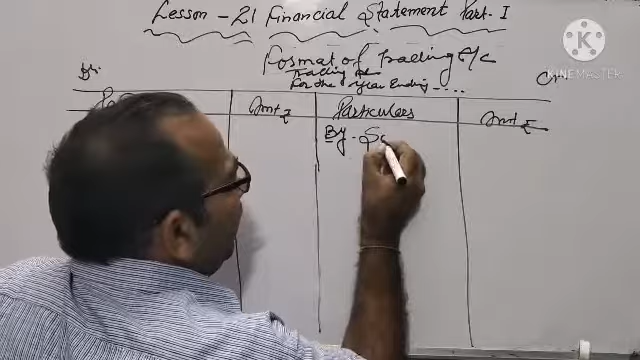 Lesson - 21 Financial Statement Part-I
Format of Trading A/c
Trading A/c
For the Year Ending ----
Dr. Cr.
Amt ₹ Particulars Amt ₹
By - Sa
KINEMASTER